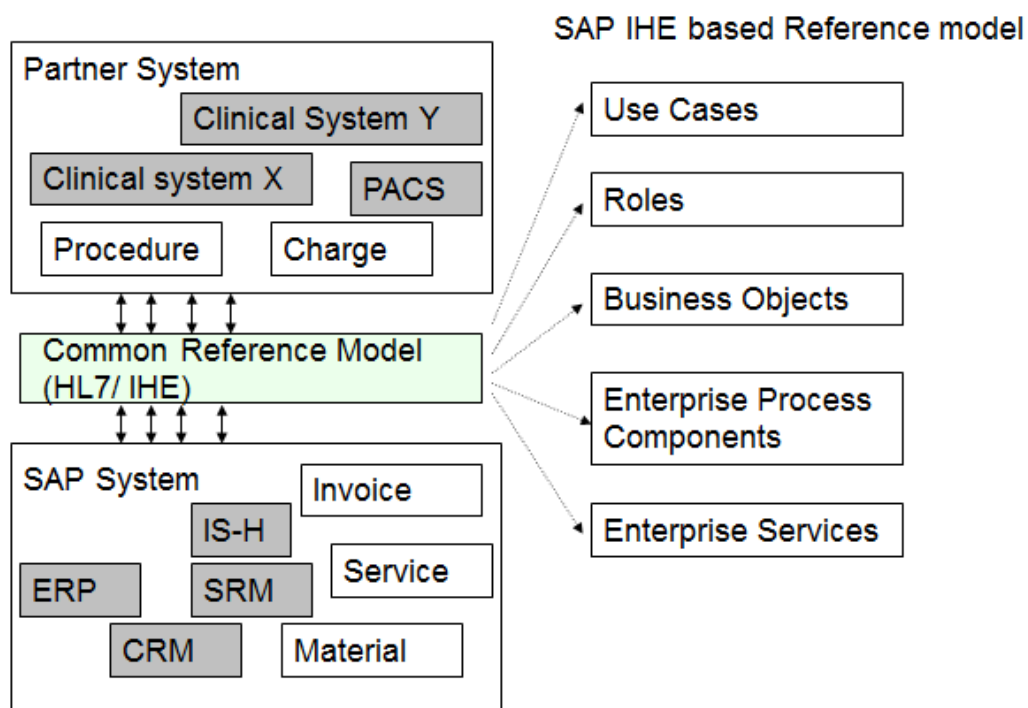 SAP IHE based Reference model
Partner System
Clinical System Y
Clinical system X
PACS
Procedure
Charge
Common Reference Model
(HL7/ IHE)
SAP System
Invoice
IS-H
Service
ERP
SRM
CRM
Material
Use Cases
Roles
Business Objects
Enterprise Process
Components
Enterprise Services